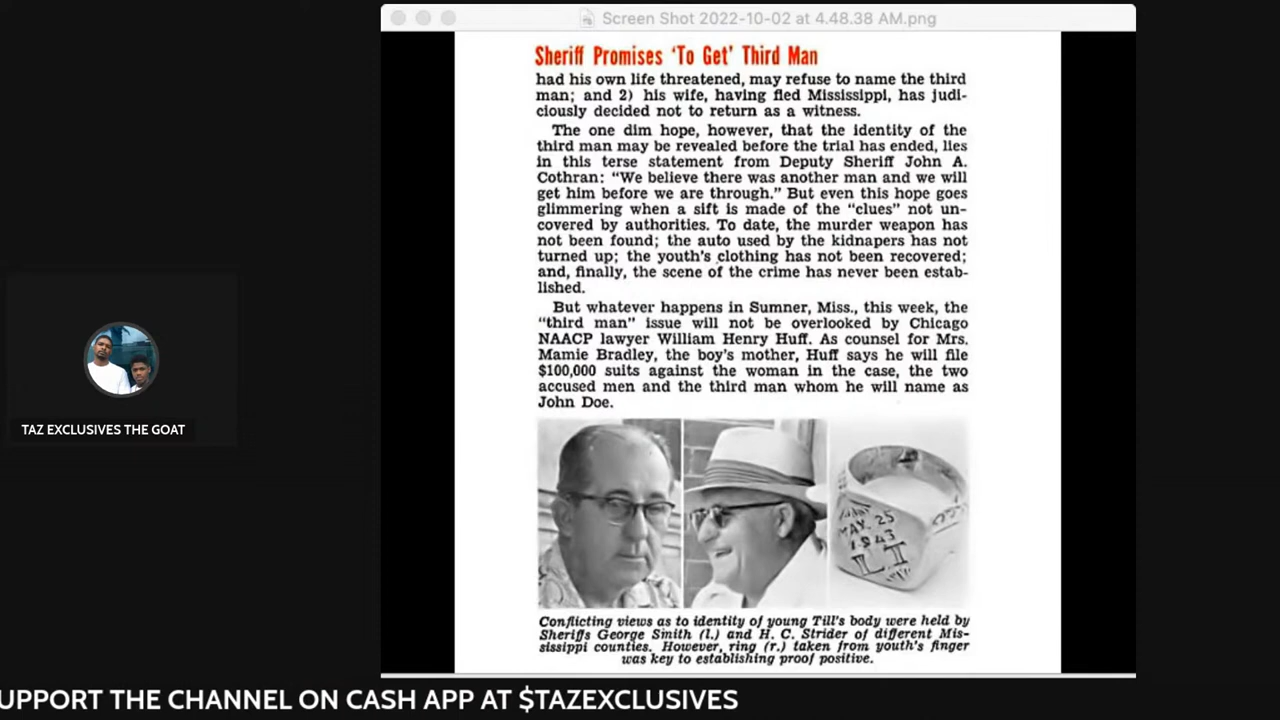 Screen Shot 2022-10-02 at 4.48.38 AM.png
Sheriff Promises ‘To Get’ Third Man
had his own life threatened, may refuse to name the third
man; and 2) his wife, having fled Mississippi, has judi-
ciously decided not to return as a witness.
The one dim hope, however, that the identity of the
third man may be revealed before the trial has ended, lies
in this terse statement from Deputy Sheriff John A.
Cothran: “We believe there was another man and we will
get him before we are through.” But even this hope goes
glimmering when a sift is made of the “clues” not un-
covered by authorities. To date, the murder weapon has
not been found; the auto used by the kidnapers has not
turned up; the youth’s clothing has not been recovered;
and, finally, the scene of the crime has never been estab-
lished.
But whatever happens in Sumner, Miss., this week, the
“third man” issue will not be overlooked by Chicago
NAACP lawyer William Henry Huff. As counsel for Mrs.
Mamie Bradley, the boy’s mother, Huff says he will file
$100,000 suits against the woman in the case, the two
accused men and the third man whom he will name as
John Doe.
MAY. 25
1943
LT
Conflicting views as to identity of young Till’s body were held by
Sheriffs George Smith (l.) and H. C. Strider of different Mis-
sissippi counties. However, ring (r.) taken from youth’s finger
was key to establishing proof positive.
TAZ EXCLUSIVES THE GOAT
UPPORT THE CHANNEL ON CASH APP AT $TAZEXCLUSIVES